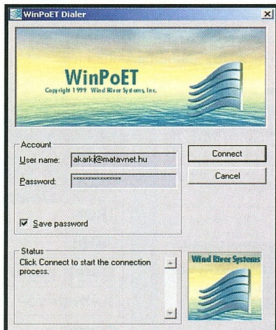 WinPoET Dialer
WinPoET
Copyright 1999 Wind River Systems, Inc.
Account
User name: akarki@matavnet.hu
Password: ***************
Save password
Connect
Cancel
Status
Click Connect to start the connection process.
Wind River Systems